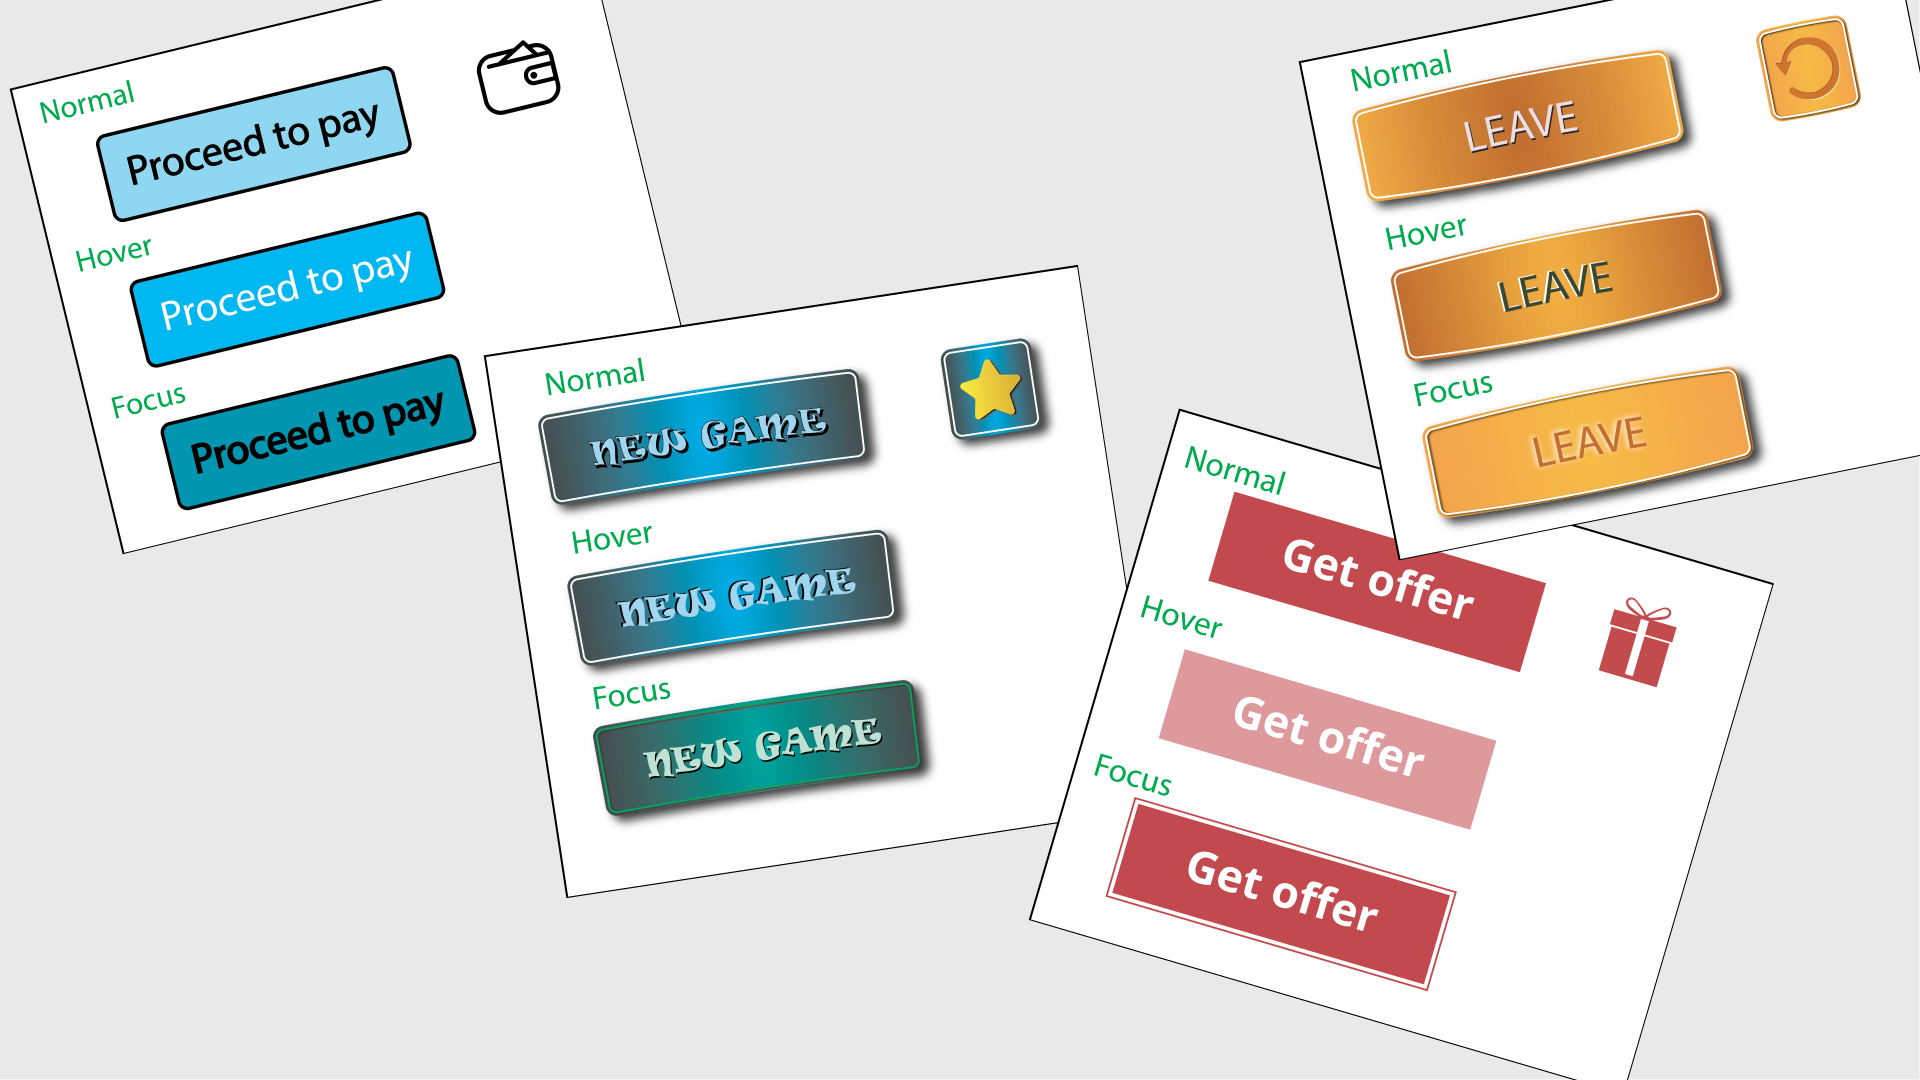 Normal
Proceed to pay
Hover
Proceed to pay
Focus
Proceed to pay
Normal
NEW GAME
Hover
NEW GAME
Focus
NEW GAME
Normal
LEAVE
Hover
LEAVE
Focus
LEAVE
Normal
Get offer
Hover
Get offer
Focus
Get offer